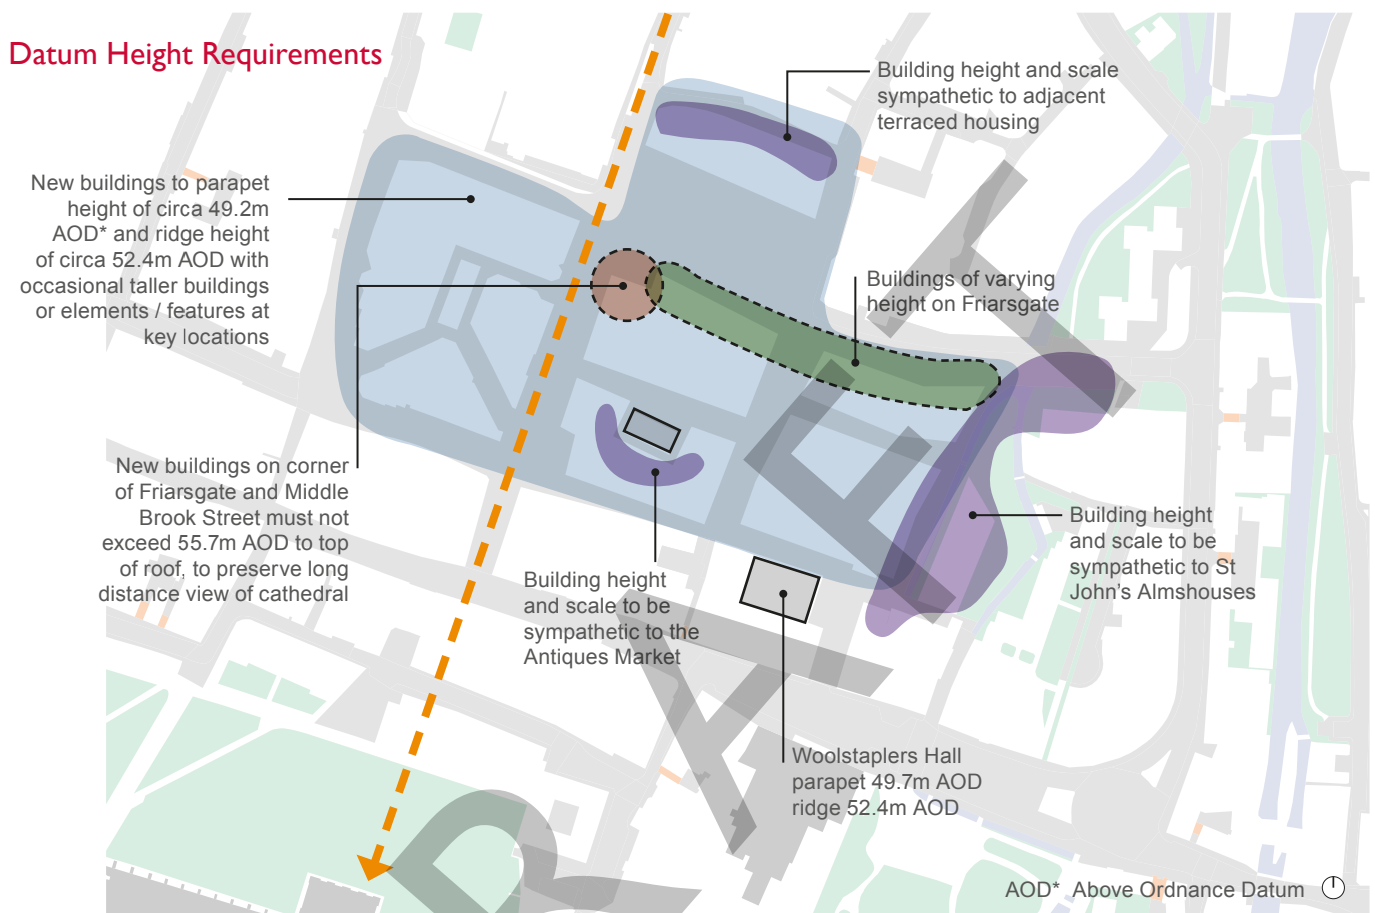 Datum Height Requirements
Building height and scale
sympathetic to adjacent
terraced housing
New buildings to parapet
height of circa 49.2m
AOD* and ridge height
of circa 52.4m AOD with
occasional taller buildings
or elements / features at
key locations
Buildings of varying
height on Friarsgate
New buildings on corner
of Friarsgate and Middle
Brook Street must not
exceed 55.7m AOD to top
of roof, to preserve long
distance view of cathedral
Building height
and scale to be
sympathetic to the
Antiques Market
Building height
and scale to be
sympathetic to St
John's Almshouses
Woolstaplers Hall
parapet 49.7m AOD
ridge 52.4m AOD
AOD* Above Ordnance Datum
DRAFT